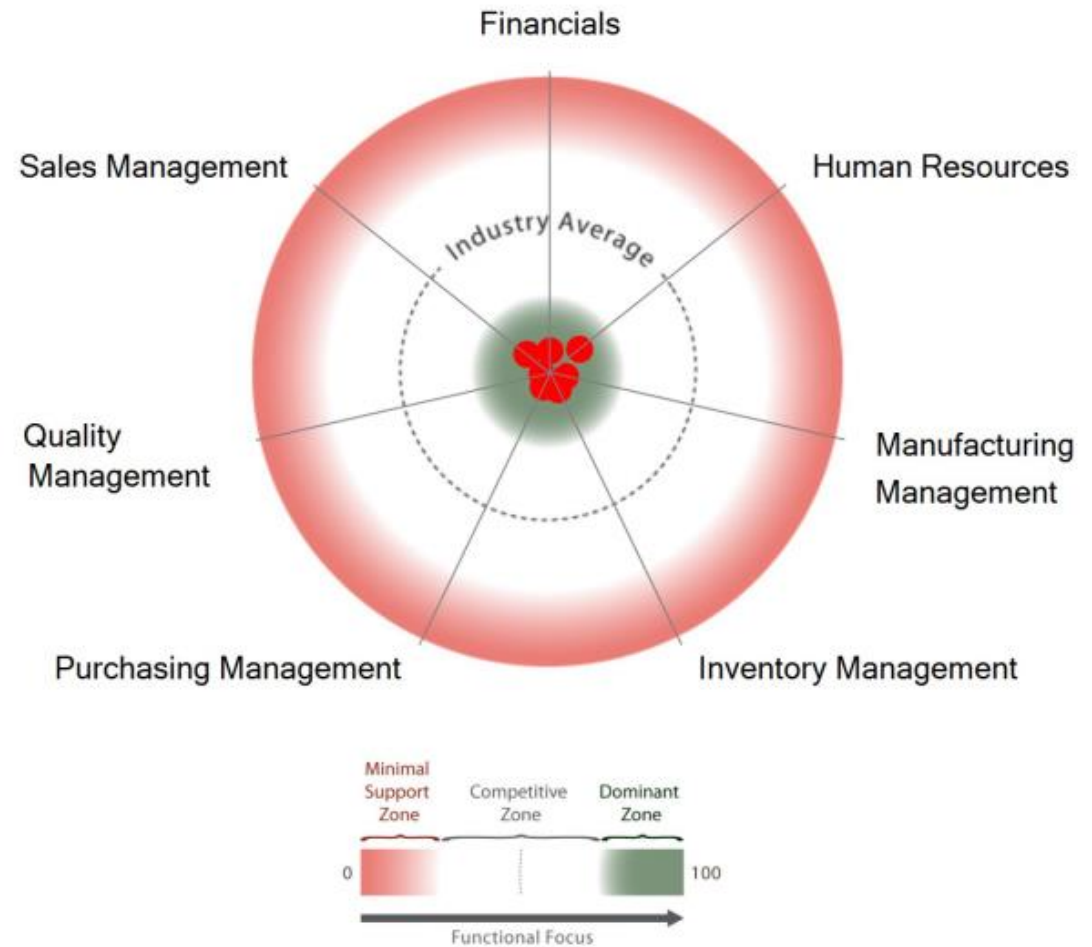 Financials
Sales Management
Human Resources
Industry Average
Quality
Management
Manufacturing
Management
Purchasing Management
Inventory Management
Minimal
Support
Zone
Competitive
Zone
Dominant
Zone
0
100
Functional Focus